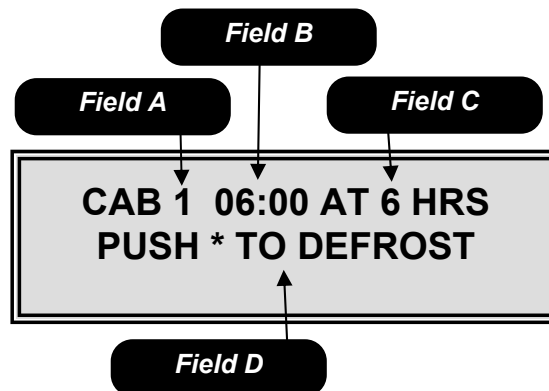 Field B
Field A
Field C
CAB 1 06:00 AT 6 HRS
PUSH * TO DEFROST
Field D